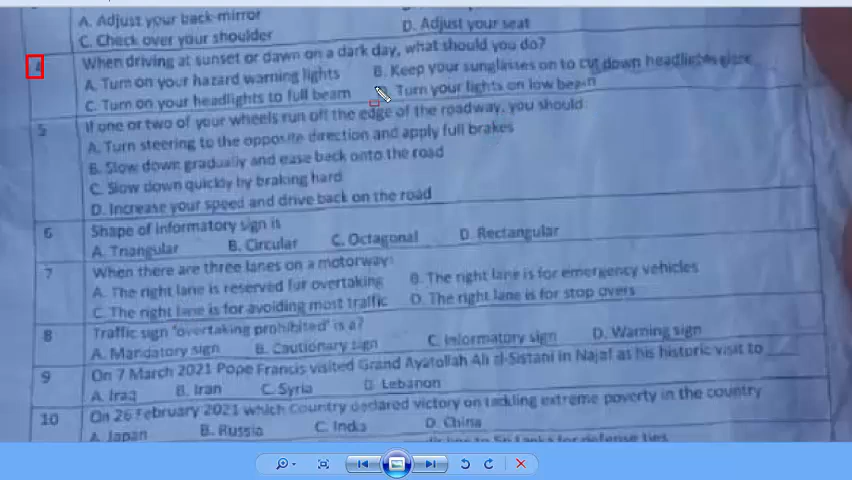 A. Adjust your back-mirror
D. Adjust your seat
C. Check over your shoulder
4 When driving at sunset or dawn on a dark day, what should you do?
A. Turn on your hazard warning lights B. Keep your sunglasses on to cut down headlights glare
C. Turn on your headlights to full beam Turn your lights on low beam
5 If one or two of your wheels run off the edge of the roadway, you should:
A. Turn steering to the opposite direction and apply full brakes
B. Slow down gradually and ease back onto the road
C. Slow down quickly by braking hard
D. Increase your speed and drive back on the road
6 Shape of informatory sign is
A. Triangular B. Circular C. Octagonal D. Rectangular
7 When there are three lanes on a motorway:
A. The right lane is reserved for overtaking B. The right lane is for emergency vehicles
C. The right lane is for avoiding most traffic D. The right lane is for stop overs
8 Traffic sign 'overtaking prohibited' is a?
A. Mandatory sign B. Cautionary sign C. Informatory sign D. Warning sign
9 On 7 March 2021 Pope Francis visited Grand Ayatollah Ali al-Sistani in Najaf as his historic visit to ___
A. Iraq B. Iran C. Syria D. Lebanon
10 On 26 February 2021 which Country declared victory on tackling extreme poverty in the country
A. Japan B. Russia C. India D. China
to Sri Lanka for defense ties